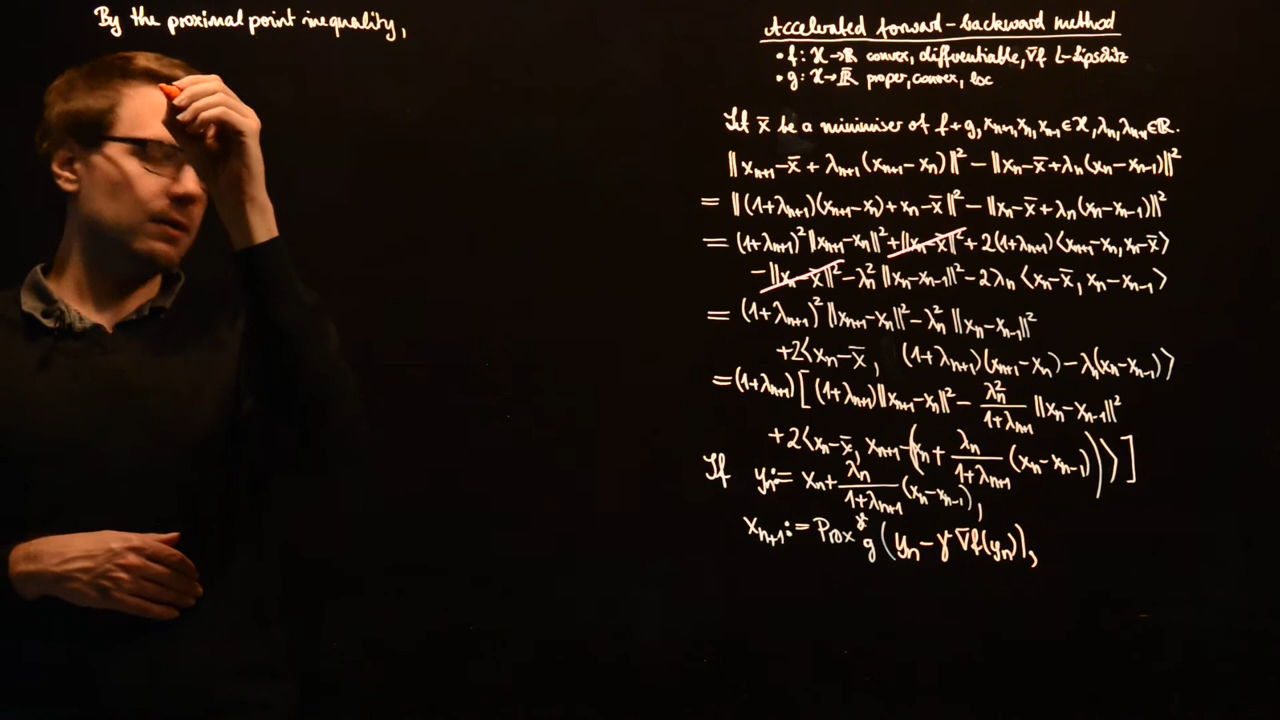 By the proximal point inequality,
Accelerated forward-backward method
• f: X→ℝ convex, differentiable, ∇f L-Lipschitz
• g: X→ℝ̅ proper, convex, lsc
Let x̄ be a minimiser of f+g, xₙ₊₁, xₙ, xₙ₋₁ ∈ X, λₙ, λₙ₊₁ ∈ ℝ.
‖xₙ₊₁ − x̄ + λₙ₊₁(xₙ₊₁ − xₙ)‖² − ‖xₙ − x̄ + λₙ(xₙ − xₙ₋₁)‖²
= ‖(1+λₙ₊₁)(xₙ₊₁ − xₙ) + xₙ − x̄‖² − ‖xₙ − x̄ + λₙ(xₙ − xₙ₋₁)‖²
= (1+λₙ₊₁)²‖xₙ₊₁ − xₙ‖² + ‖xₙ − x̄‖² + 2(1+λₙ₊₁)⟨xₙ₊₁ − xₙ, xₙ − x̄⟩
− ‖xₙ − x̄‖² − λₙ²‖xₙ − xₙ₋₁‖² − 2λₙ⟨xₙ − x̄, xₙ − xₙ₋₁⟩
= (1+λₙ₊₁)²‖xₙ₊₁ − xₙ‖² − λₙ²‖xₙ − xₙ₋₁‖²
+2⟨xₙ − x̄, (1+λₙ₊₁)(xₙ₊₁ − xₙ) − λₙ(xₙ − xₙ₋₁)⟩
= (1+λₙ₊₁)[(1+λₙ₊₁)‖xₙ₊₁ − xₙ‖² − λₙ²/(1+λₙ₊₁) ‖xₙ − xₙ₋₁‖²
+2⟨xₙ − x̄, xₙ₊₁ − (xₙ + λₙ/(1+λₙ₊₁) (xₙ − xₙ₋₁))⟩]
If yₙ := xₙ + λₙ/(1+λₙ₊₁) (xₙ − xₙ₋₁),
xₙ₊₁ := Prox^γ_g (yₙ − γ∇f(yₙ)),